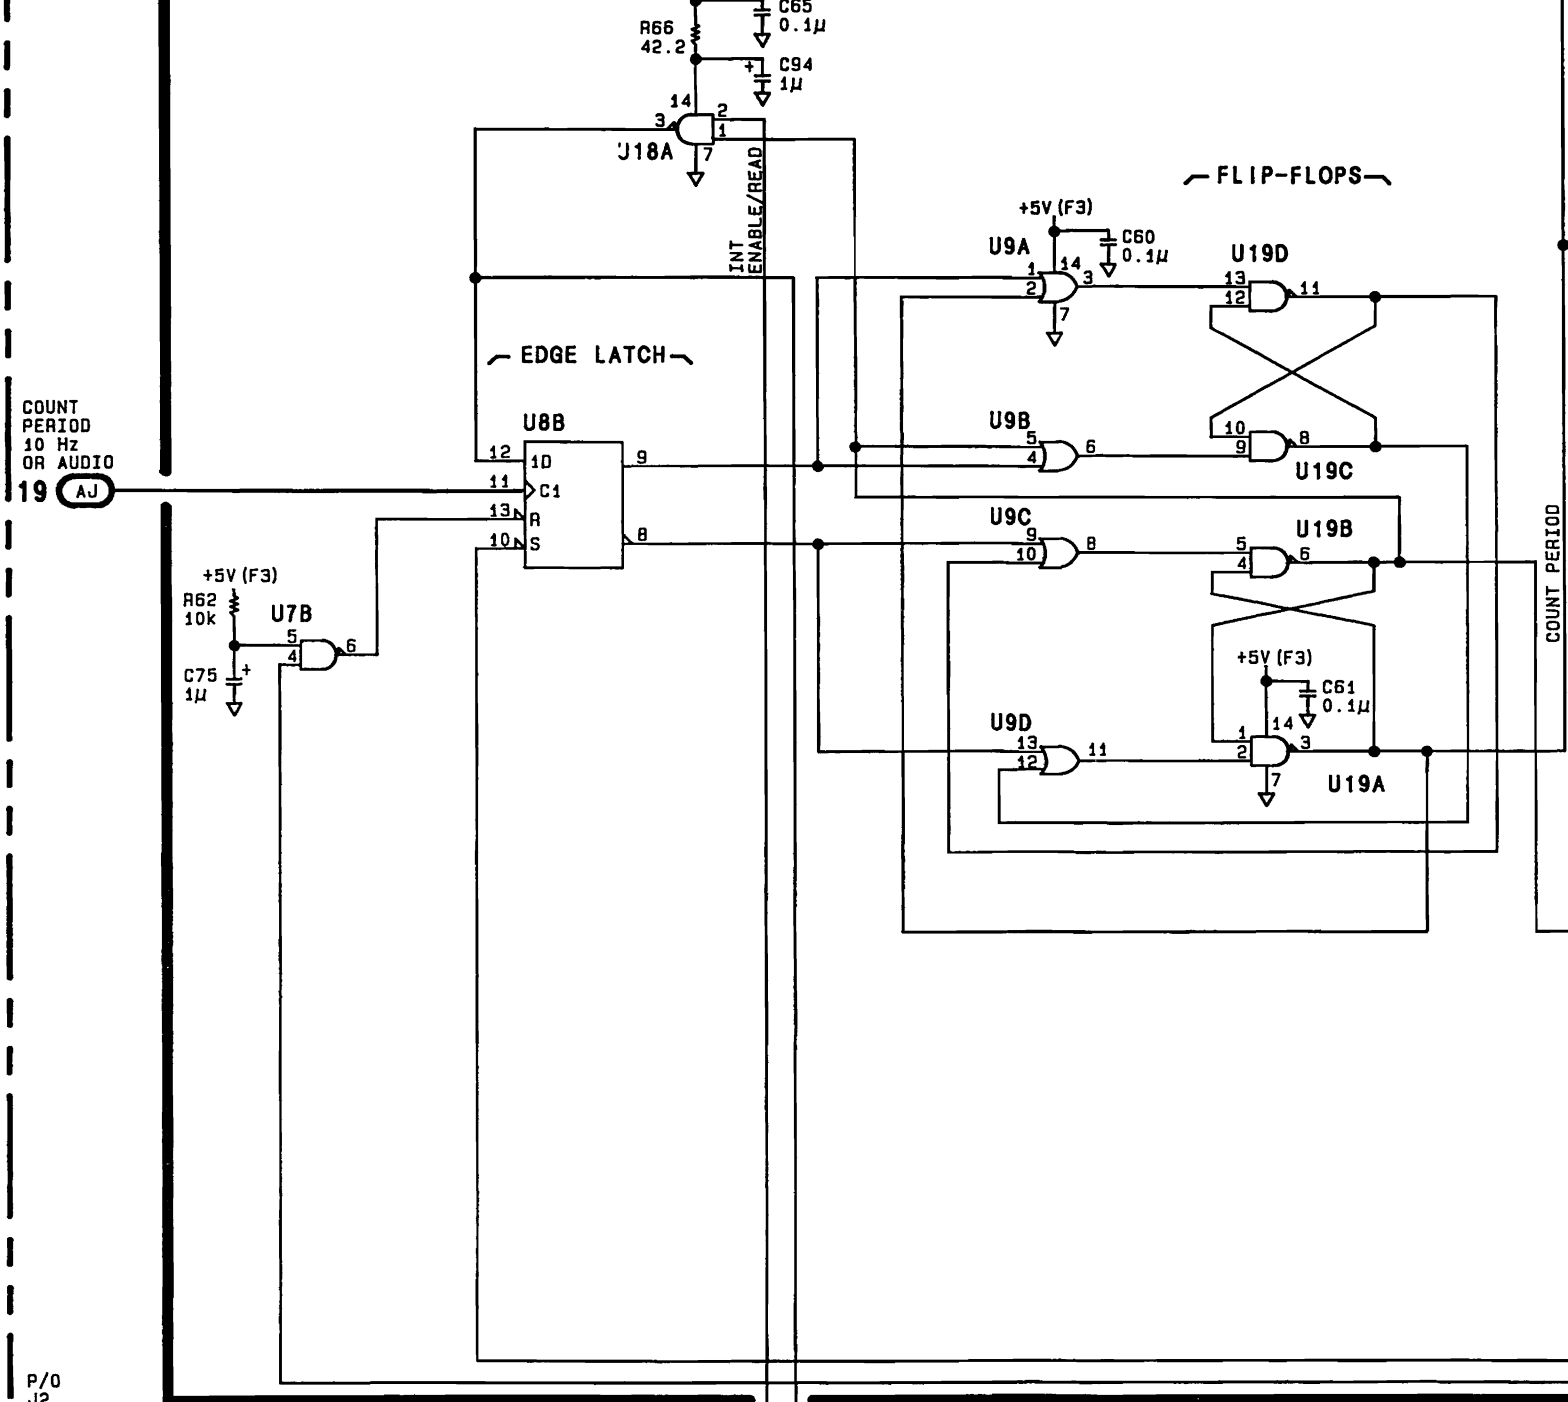 C65
0.1µ
R66
42.2
+
C94
1µ
14
2
3
1
U18A
7
INT
ENABLE/READ
FLIP-FLOPS
+5V (F3)
U9A
C60
0.1µ
U19D
1
14
2
3
7
13
12
11
EDGE LATCH
COUNT
PERIOD
10 Hz
OR AUDIO
19
AJ
U8B
12
1D
9
11
C1
13
R
10
S
8
U9B
5
4
6
10
9
8
U19C
U9C
9
10
8
U19B
5
4
6
COUNT PERIOD
+5V (F3)
R62
10k
U7B
5
4
6
C75
1µ
+
+5V (F3)
C61
0.1µ
U9D
13
12
11
14
1
2
3
7
U19A
P/O
J2